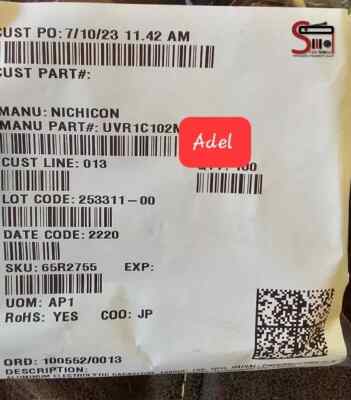 CUST PO: 7/10/23 11.42 AM
CUST PART#:
MANU: NICHICON
MANU PART#: UVR1C102M
Adel
CUST LINE: 013
LOT CODE: 253311-00
DATE CODE: 2220
SKU: 65R2755 EXP:
UOM: AP1
RoHS: YES COO: JP
ORD: 100552/0013
DESCRIPTION: